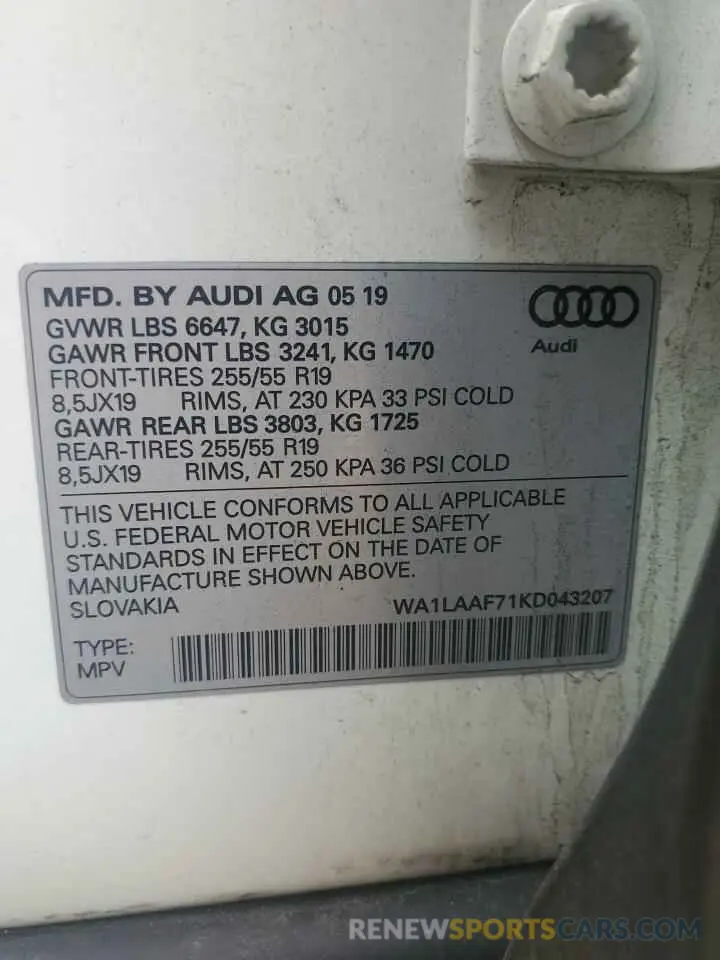 MFD. BY AUDI AG 05 19
GVWR LBS 6647, KG 3015
GAWR FRONT LBS 3241, KG 1470
Audi
FRONT-TIRES 255/55 R19
8,5JX19 RIMS, AT 230 KPA 33 PSI COLD
GAWR REAR LBS 3803, KG 1725
REAR-TIRES 255/55 R19
8,5JX19 RIMS, AT 250 KPA 36 PSI COLD
THIS VEHICLE CONFORMS TO ALL APPLICABLE
U.S. FEDERAL MOTOR VEHICLE SAFETY
STANDARDS IN EFFECT ON THE DATE OF
MANUFACTURE SHOWN ABOVE.
SLOVAKIA WA1LAAF71KD043207
TYPE:
MPV
RENEWSPORTSCARS.COM